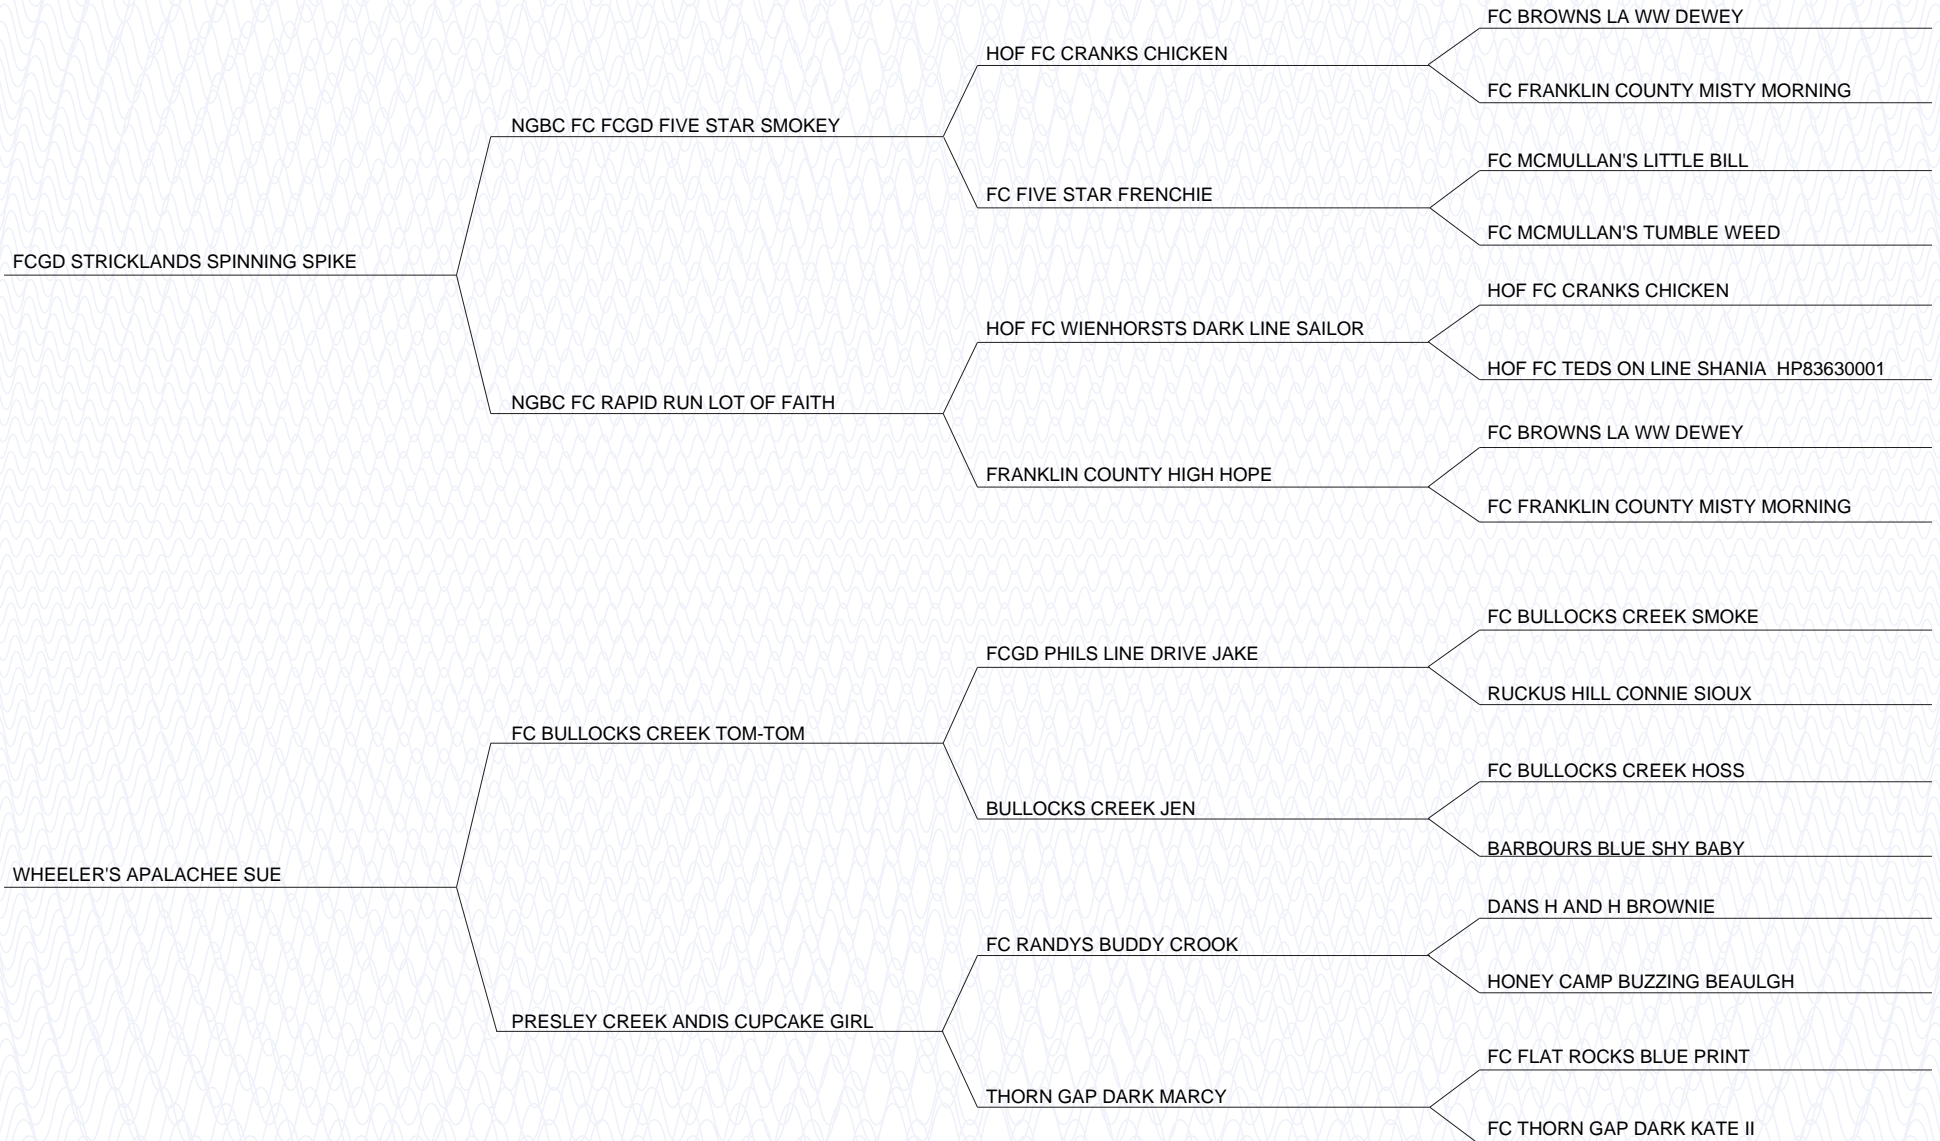 FC BROWNS LA WW DEWEY
HOF FC CRANKS CHICKEN
FC FRANKLIN COUNTY MISTY MORNING
NGBC FC FCGD FIVE STAR SMOKEY
FC MCMULLAN'S LITTLE BILL
FC FIVE STAR FRENCHIE
FC MCMULLAN'S TUMBLE WEED
FCGD STRICKLANDS SPINNING SPIKE
HOF FC CRANKS CHICKEN
HOF FC WIENHORSTS DARK LINE SAILOR
HOF FC TEDS ON LINE SHANIA  HP83630001
NGBC FC RAPID RUN LOT OF FAITH
FC BROWNS LA WW DEWEY
FRANKLIN COUNTY HIGH HOPE
FC FRANKLIN COUNTY MISTY MORNING
FC BULLOCKS CREEK SMOKE
FCGD PHILS LINE DRIVE JAKE
RUCKUS HILL CONNIE SIOUX
FC BULLOCKS CREEK TOM-TOM
FC BULLOCKS CREEK HOSS
BULLOCKS CREEK JEN
BARBOURS BLUE SHY BABY
WHEELER'S APALACHEE SUE
DANS H AND H BROWNIE
FC RANDYS BUDDY CROOK
HONEY CAMP BUZZING BEAULGH
PRESLEY CREEK ANDIS CUPCAKE GIRL
FC FLAT ROCKS BLUE PRINT
THORN GAP DARK MARCY
FC THORN GAP DARK KATE II